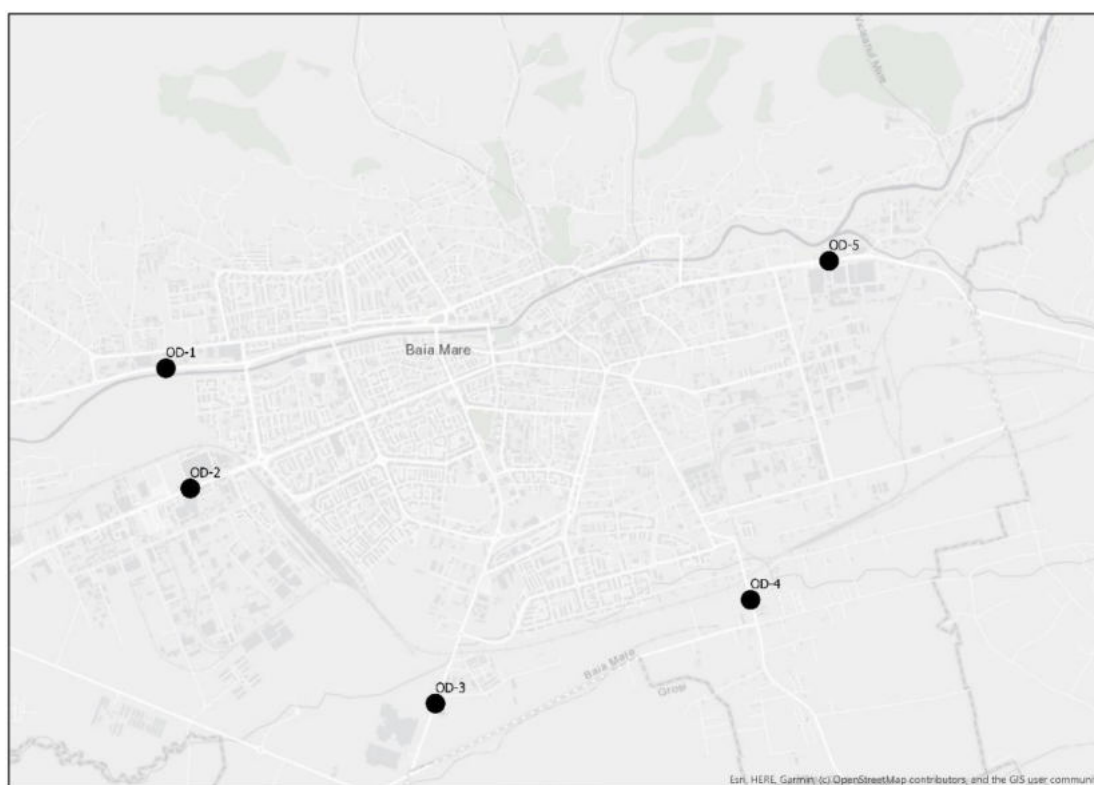 OD-5
Baia Mare
OD-1
OD-2
OD-4
Baia Mare
Groși
OD-3
Esri, HERE, Garmin, (c) OpenStreetMap contributors, and the GIS user communi